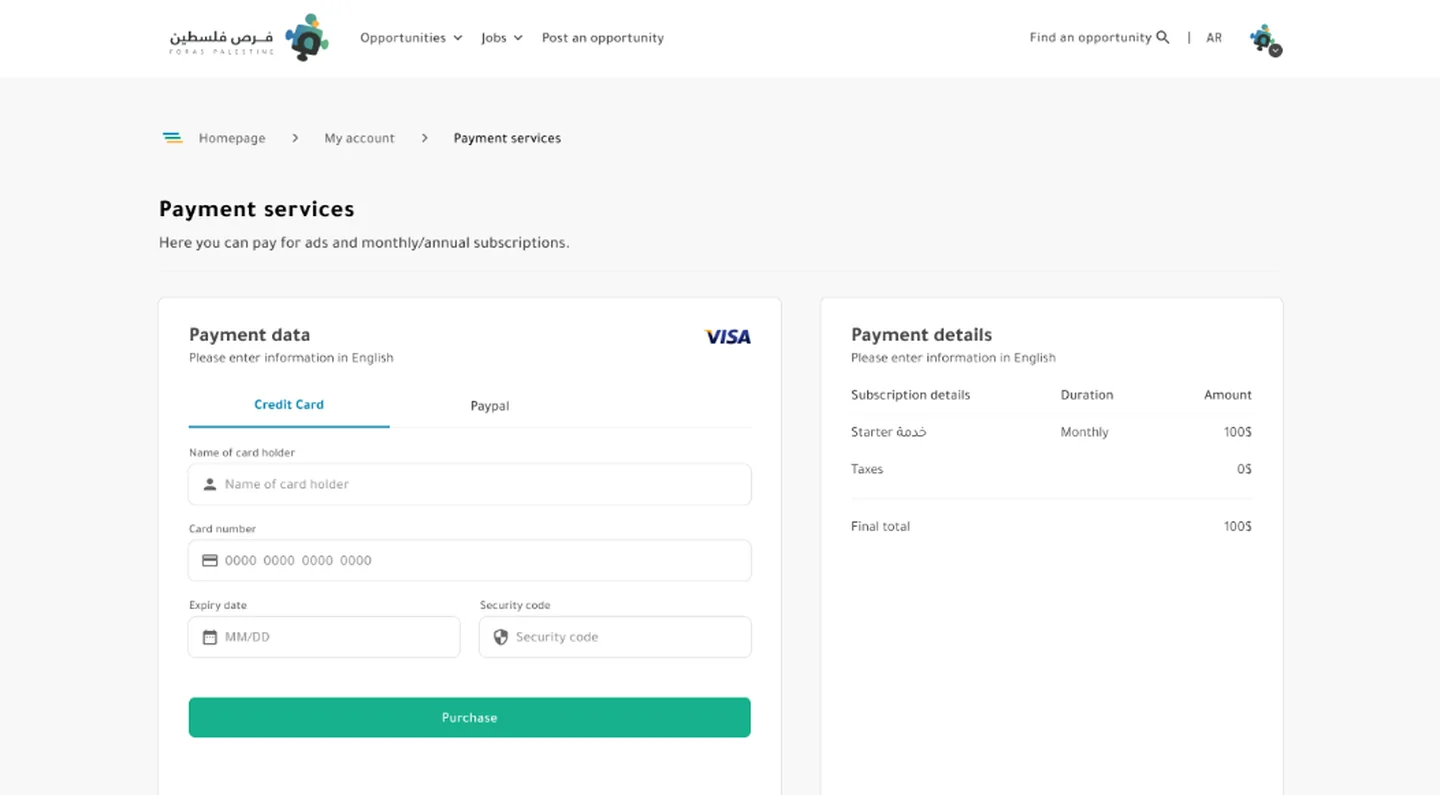 فـرص فلسطين
FORAS PALESTINE
Opportunities
Jobs
Post an opportunity
Find an opportunity
|
AR
Homepage > My account > Payment services
Payment services
Here you can pay for ads and monthly/annual subscriptions.
Payment data
VISA
Please enter information in English
Credit Card
Paypal
Name of card holder
Name of card holder
Card number
0000 0000 0000 0000
Expiry date
MM/DD
Security code
Security code
Purchase
Payment details
Please enter information in English
Subscription details Duration Amount
Starter خدمة Monthly 100$
Taxes 0$
Final total 100$